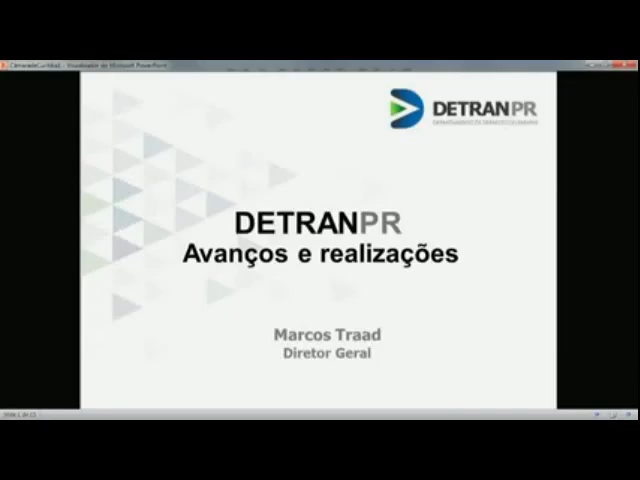 DETRANPR
DETRANPR
Avanços e realizações
Marcos Traad
Diretor Geral